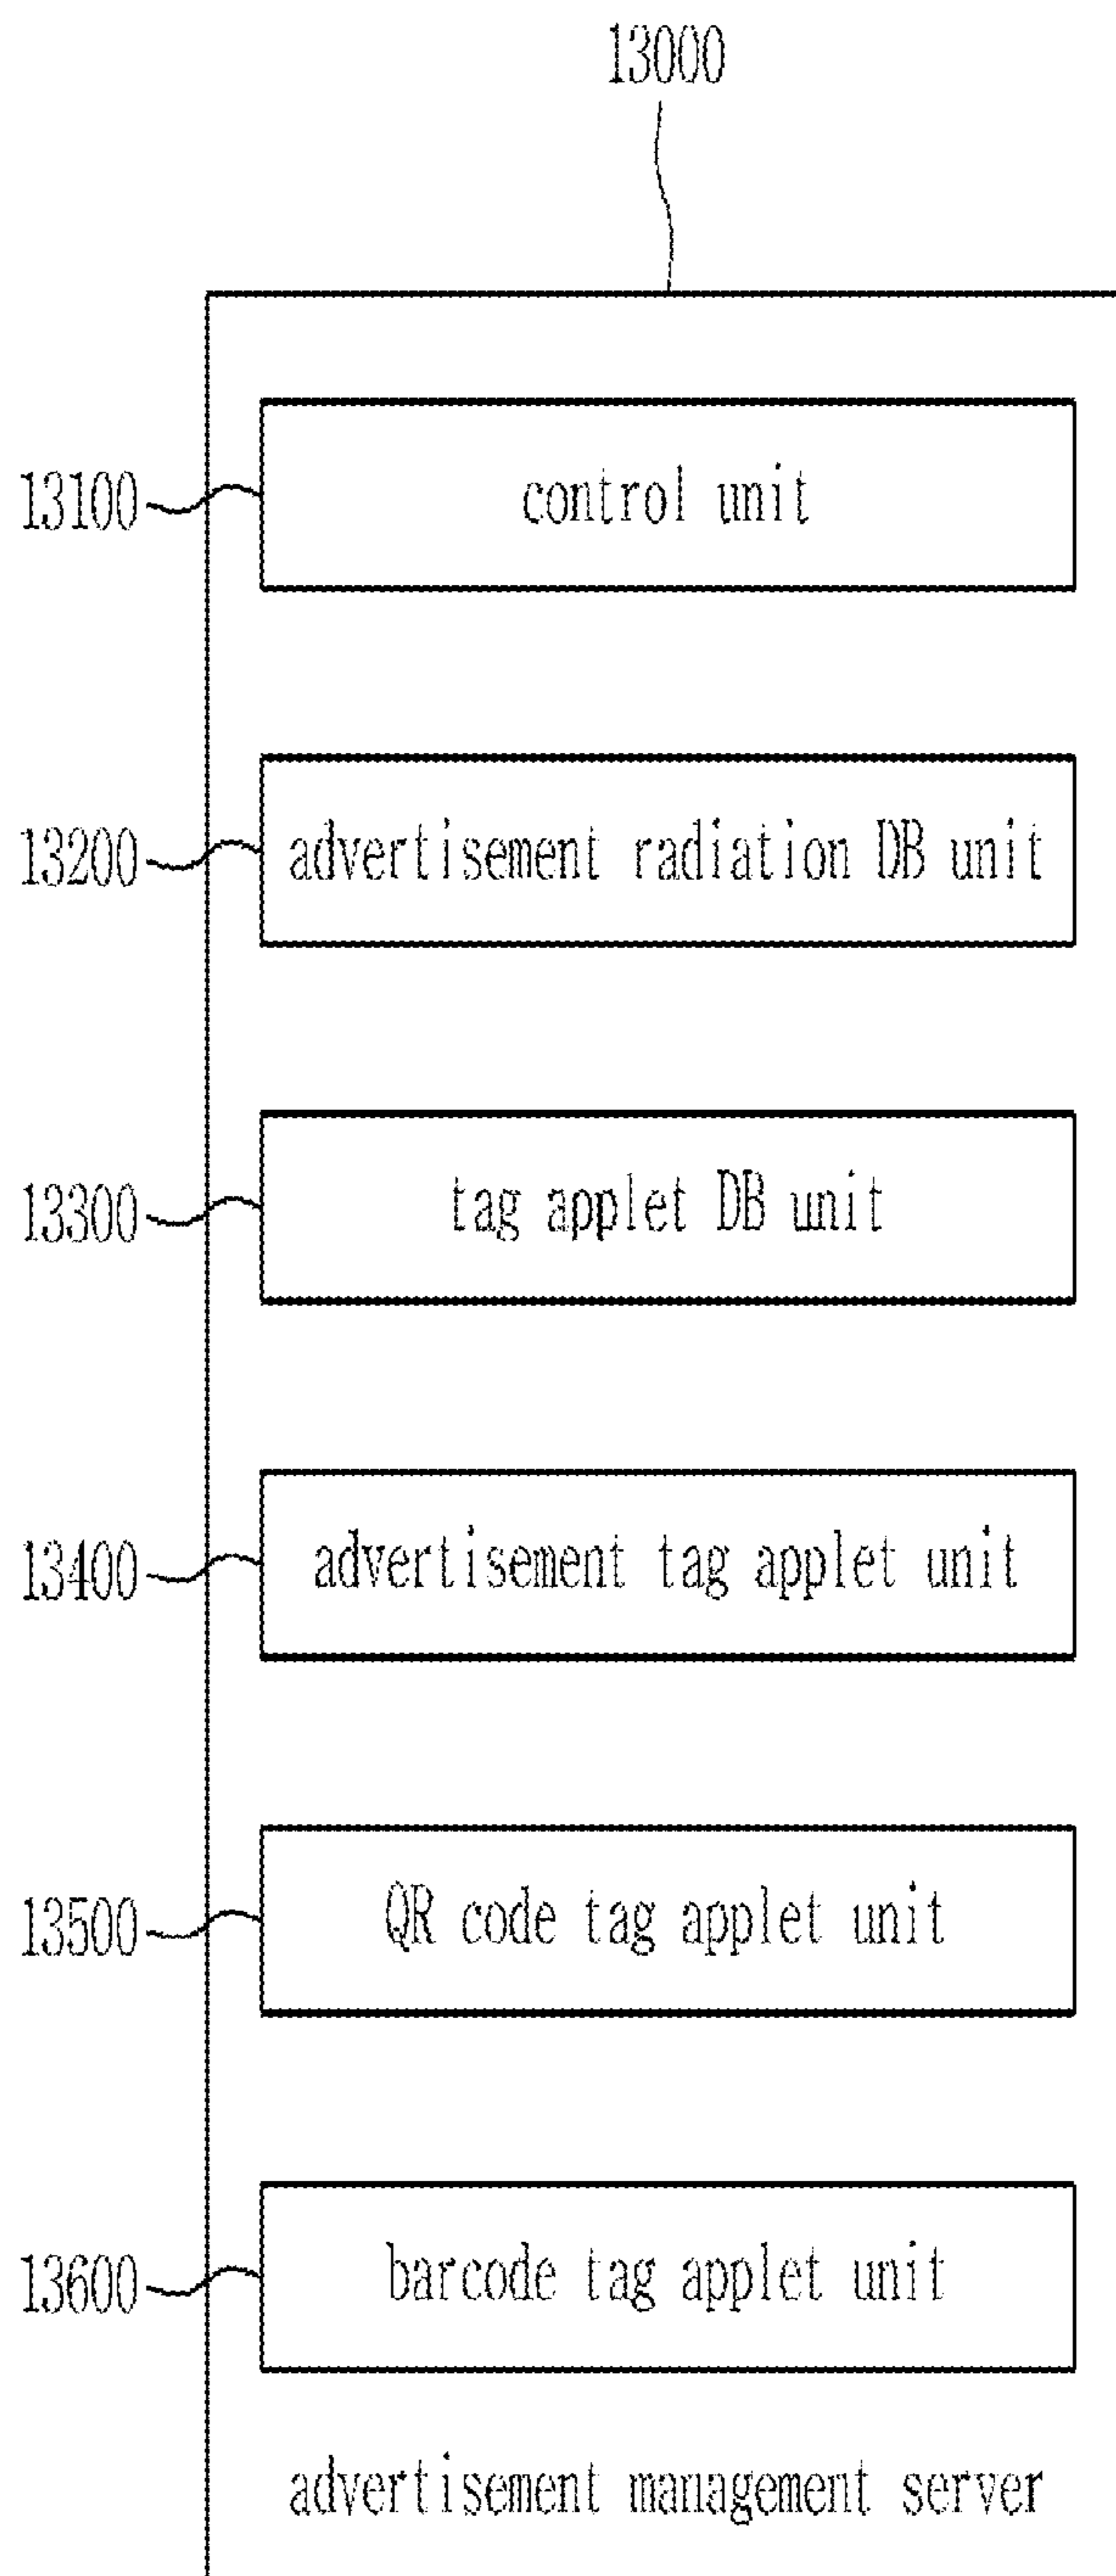 13000
13100
control unit
13200
advertisement radiation DB unit
13300
tag applet DB unit
13400
advertisement tag applet unit
13500
QR code tag applet unit
13600
barcode tag applet unit
advertisement management server